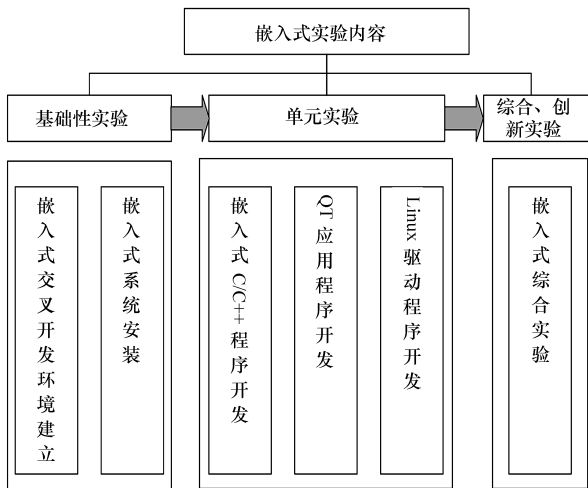 嵌入式实验内容
基础性实验
单元实验
综合、创
新实验
嵌入式交叉开发环境建立
嵌入式系统安装
嵌入式 C/C++ 程序开发
QT 应用程序开发
Linux 驱动程序开发
嵌入式综合实验